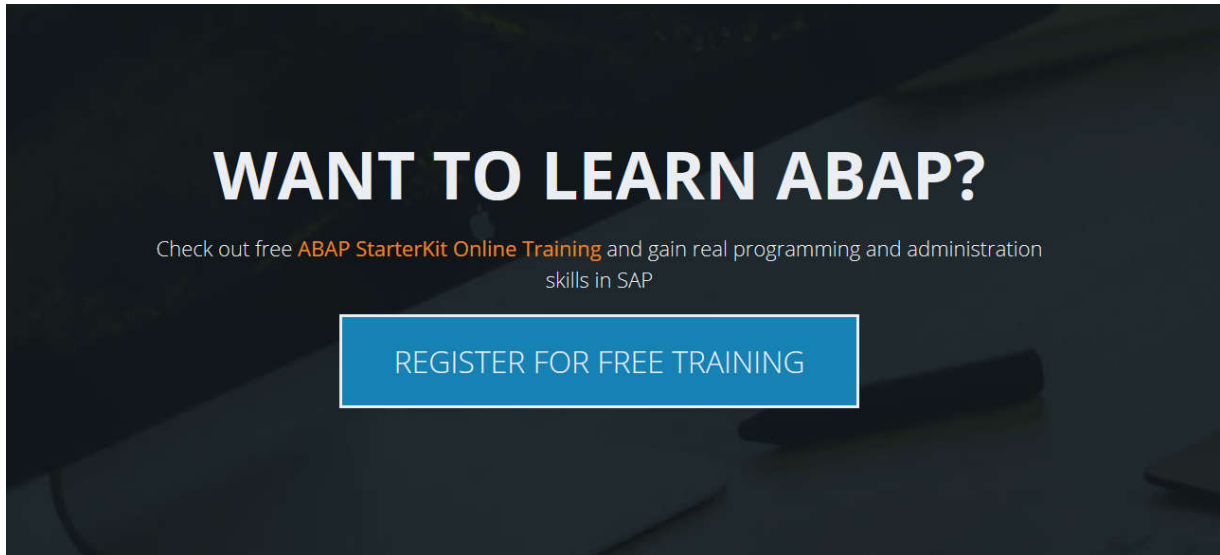 WANT TO LEARN ABAP?
Check out free ABAP StarterKit Online Training and gain real programming and administration
skills in SAP
REGISTER FOR FREE TRAINING